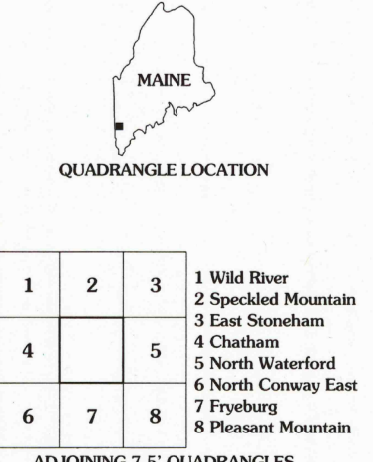 MAINE
QUADRANGLE LOCATION
1 2 3
4 5
6 7 8
1 Wild River
2 Speckled Mountain
3 East Stoneham
4 Chatham
5 North Waterford
6 North Conway East
7 Fryeburg
8 Pleasant Mountain
ADJOINING 7.5' QUADRANGLES